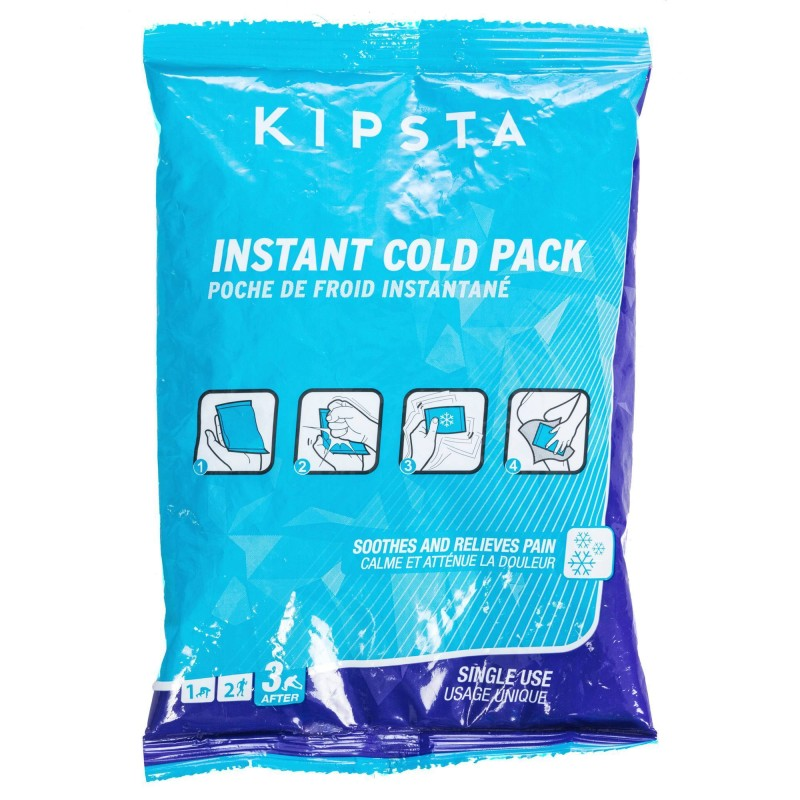 KIPSTA
INSTANT COLD PACK
POCHE DE FROID INSTANTANÉ
1
2
3
4
SOOTHES AND RELIEVES PAIN
CALME ET ATTÉNUE LA DOULEUR
1 2 3
AFTER
SINGLE USE
USAGE UNIQUE